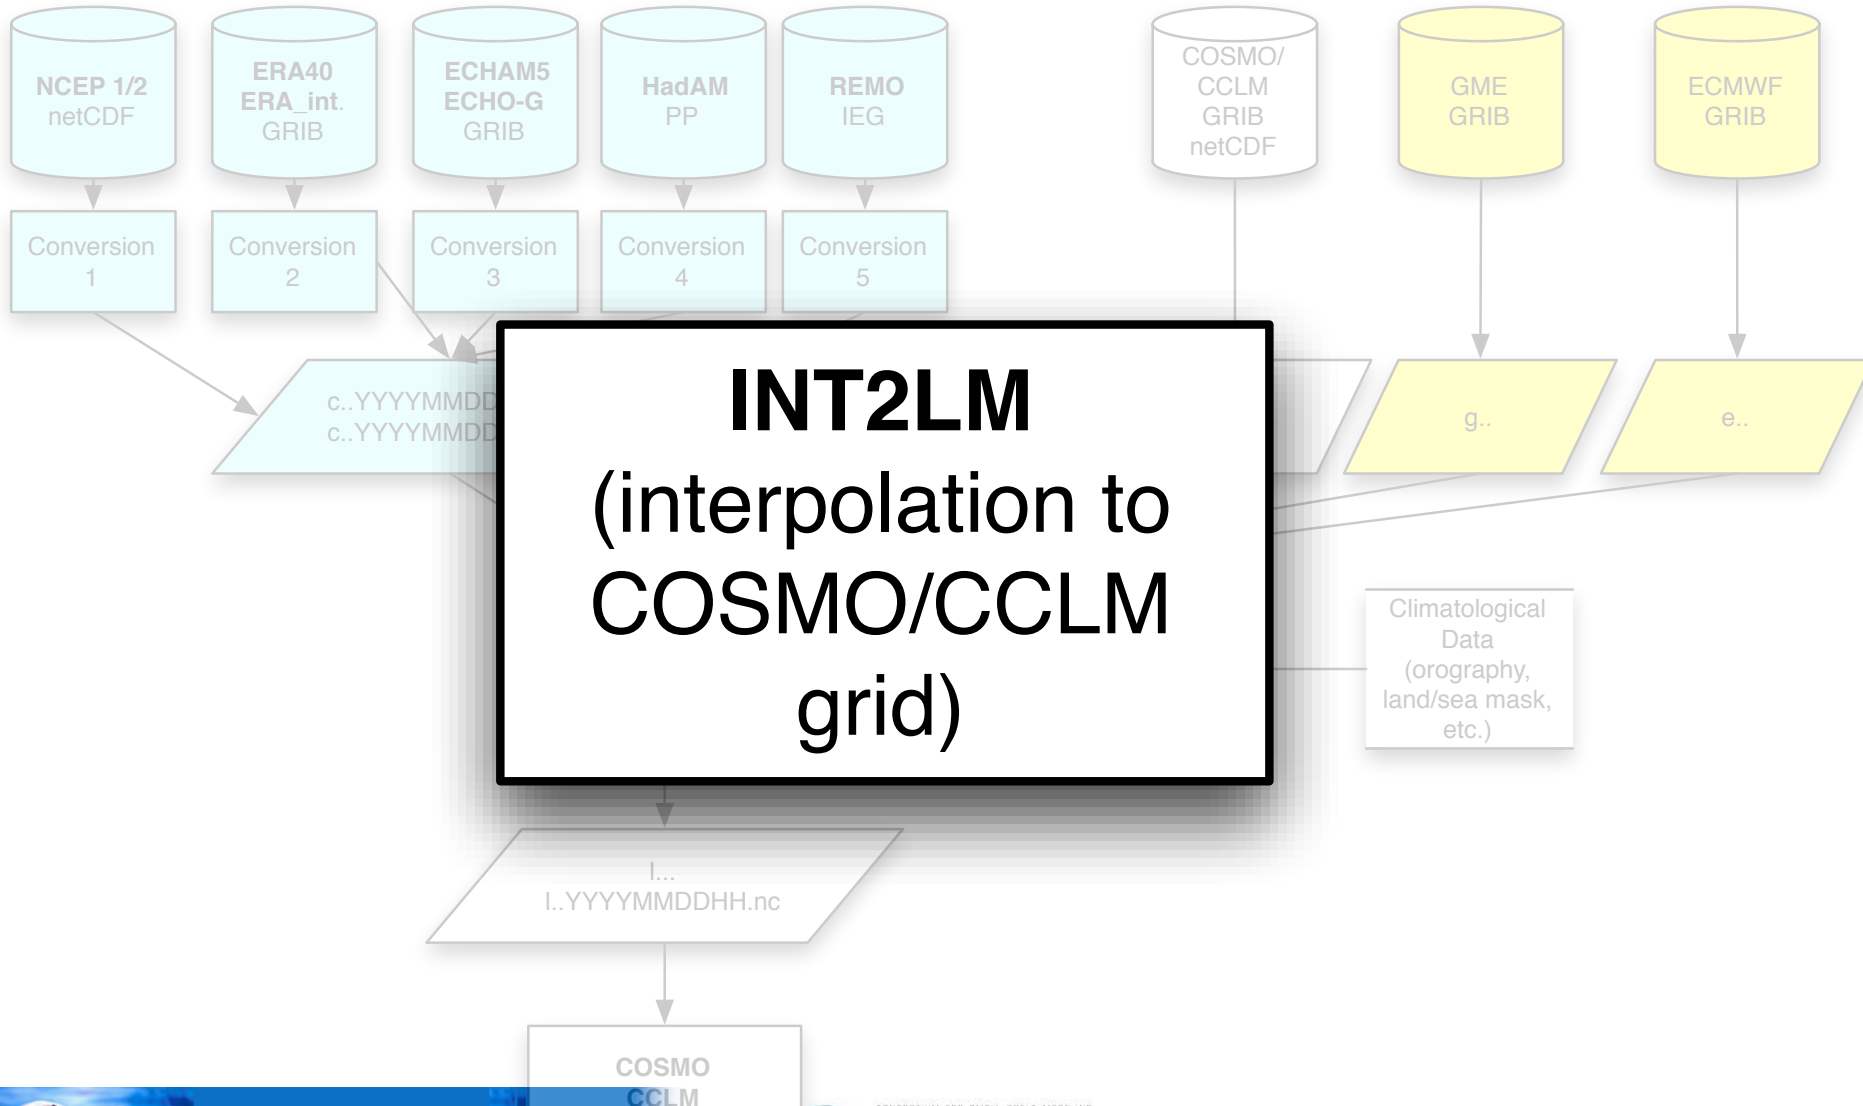 NCEP 1/2
netCDF
ERA40
ERA_int.
GRIB
ECHAM5
ECHO-G
GRIB
HadAM
PP
REMO
IEG
COSMO/
CCLM
GRIB
netCDF
GME
GRIB
ECMWF
GRIB
Conversion
1
Conversion
2
Conversion
3
Conversion
4
Conversion
5
c..YYYYMMDD
c..YYYYMMDD
INT2LM
(interpolation to
COSMO/CCLM
grid)
g..
e..
Climatological
Data
(orography,
land/sea mask,
etc.)
l...
l..YYYYMMDDHH.nc
COSMO
CCLM